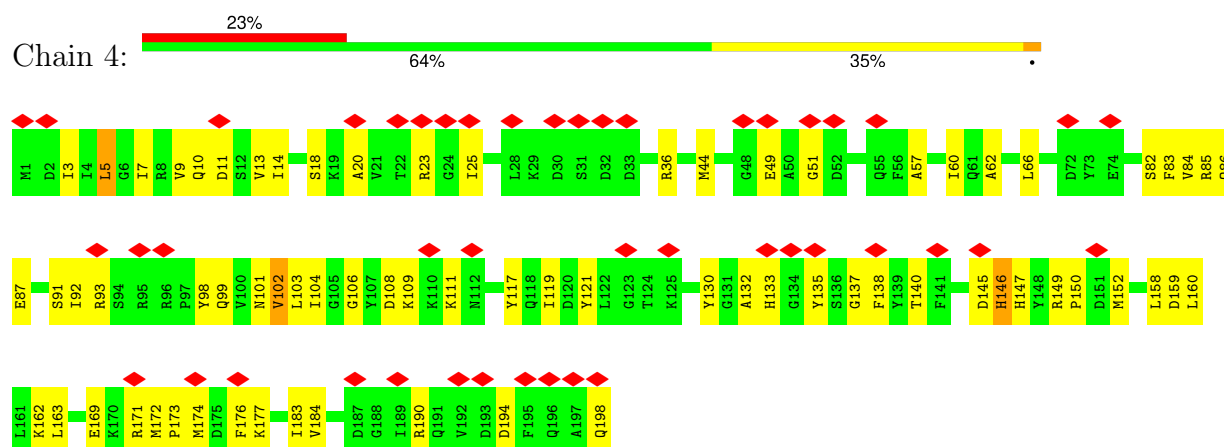 23%
Chain 4:
64% 35% •
M1 D2 I3 I4 L5 G6 I7 R8 V9 Q10 D11 S12 V13 I14 S18 K19 A20 V21 T22 R23 G24 I25 L28 K29 D30 S31 D32 D33 R36 M44 G48 E49 A50 G51 D52 Q55 F56 A57 I60 Q61 A62 L66 D72 Y73 E74 S82 F83 V84 R85
E87 S91 I92 R93 S94 R95 R96 P97 Y98 Q99 V100 N101 V102 L103 I104 G105 G106 Y107 D108 K109 K110 K111 N112 Y117 Q118 I119 D120 Y121 L122 G123 T124 K125 Y130 G131 A132 H133 G134 Y135 S136 G137 F138 Y139 T140 F141 D145 H146 H147 Y148 R149 P150 D151 M152 L158 D159 L160
L161 K162 L163 E169 K170 R171 M172 P173 M174 D175 F176 K177 I183 V184 D187 G188 I189 R190 Q191 V192 D193 D194 F195 Q196 A197 Q198